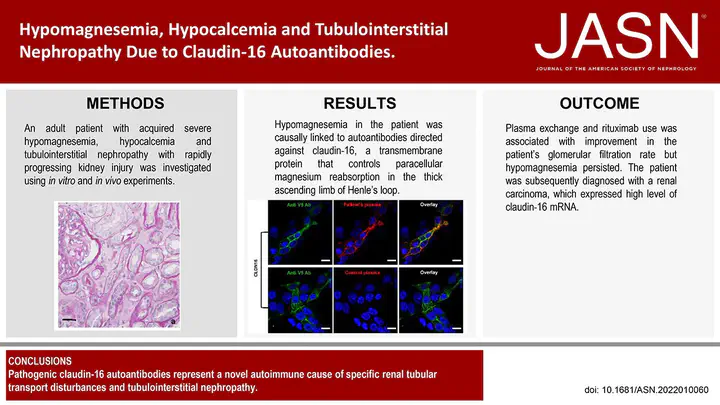 Hypomagnesemia, Hypocalcemia and Tubulointerstitial
Nephropathy Due to Claudin-16 Autoantibodies.
JASN
JOURNAL OF THE AMERICAN SOCIETY OF NEPHROLOGY
METHODS
An adult patient with acquired severe
hypomagnesemia, hypocalcemia and
tubulointerstitial nephropathy with rapidly
progressing kidney injury was investigated
using in vitro and in vivo experiments.
a
RESULTS
Hypomagnesemia in the patient was
causally linked to autoantibodies directed
against claudin-16, a transmembrane
protein that controls paracellular
magnesium reabsorption in the thick
ascending limb of Henle's loop.
Anti V5 Ab
Patient's plasma
Overlay
CLDN16
Anti V5 Ab
Control plasma
Overlay
OUTCOME
Plasma exchange and rituximab use was
associated with improvement in the
patient's glomerular filtration rate but
hypomagnesemia persisted. The patient
was subsequently diagnosed with a renal
carcinoma, which expressed high level of
claudin-16 mRNA.
CONCLUSIONS
Pathogenic claudin-16 autoantibodies represent a novel autoimmune cause of specific renal tubular
transport disturbances and tubulointerstitial nephropathy.
doi: 10.1681/ASN.2022010060